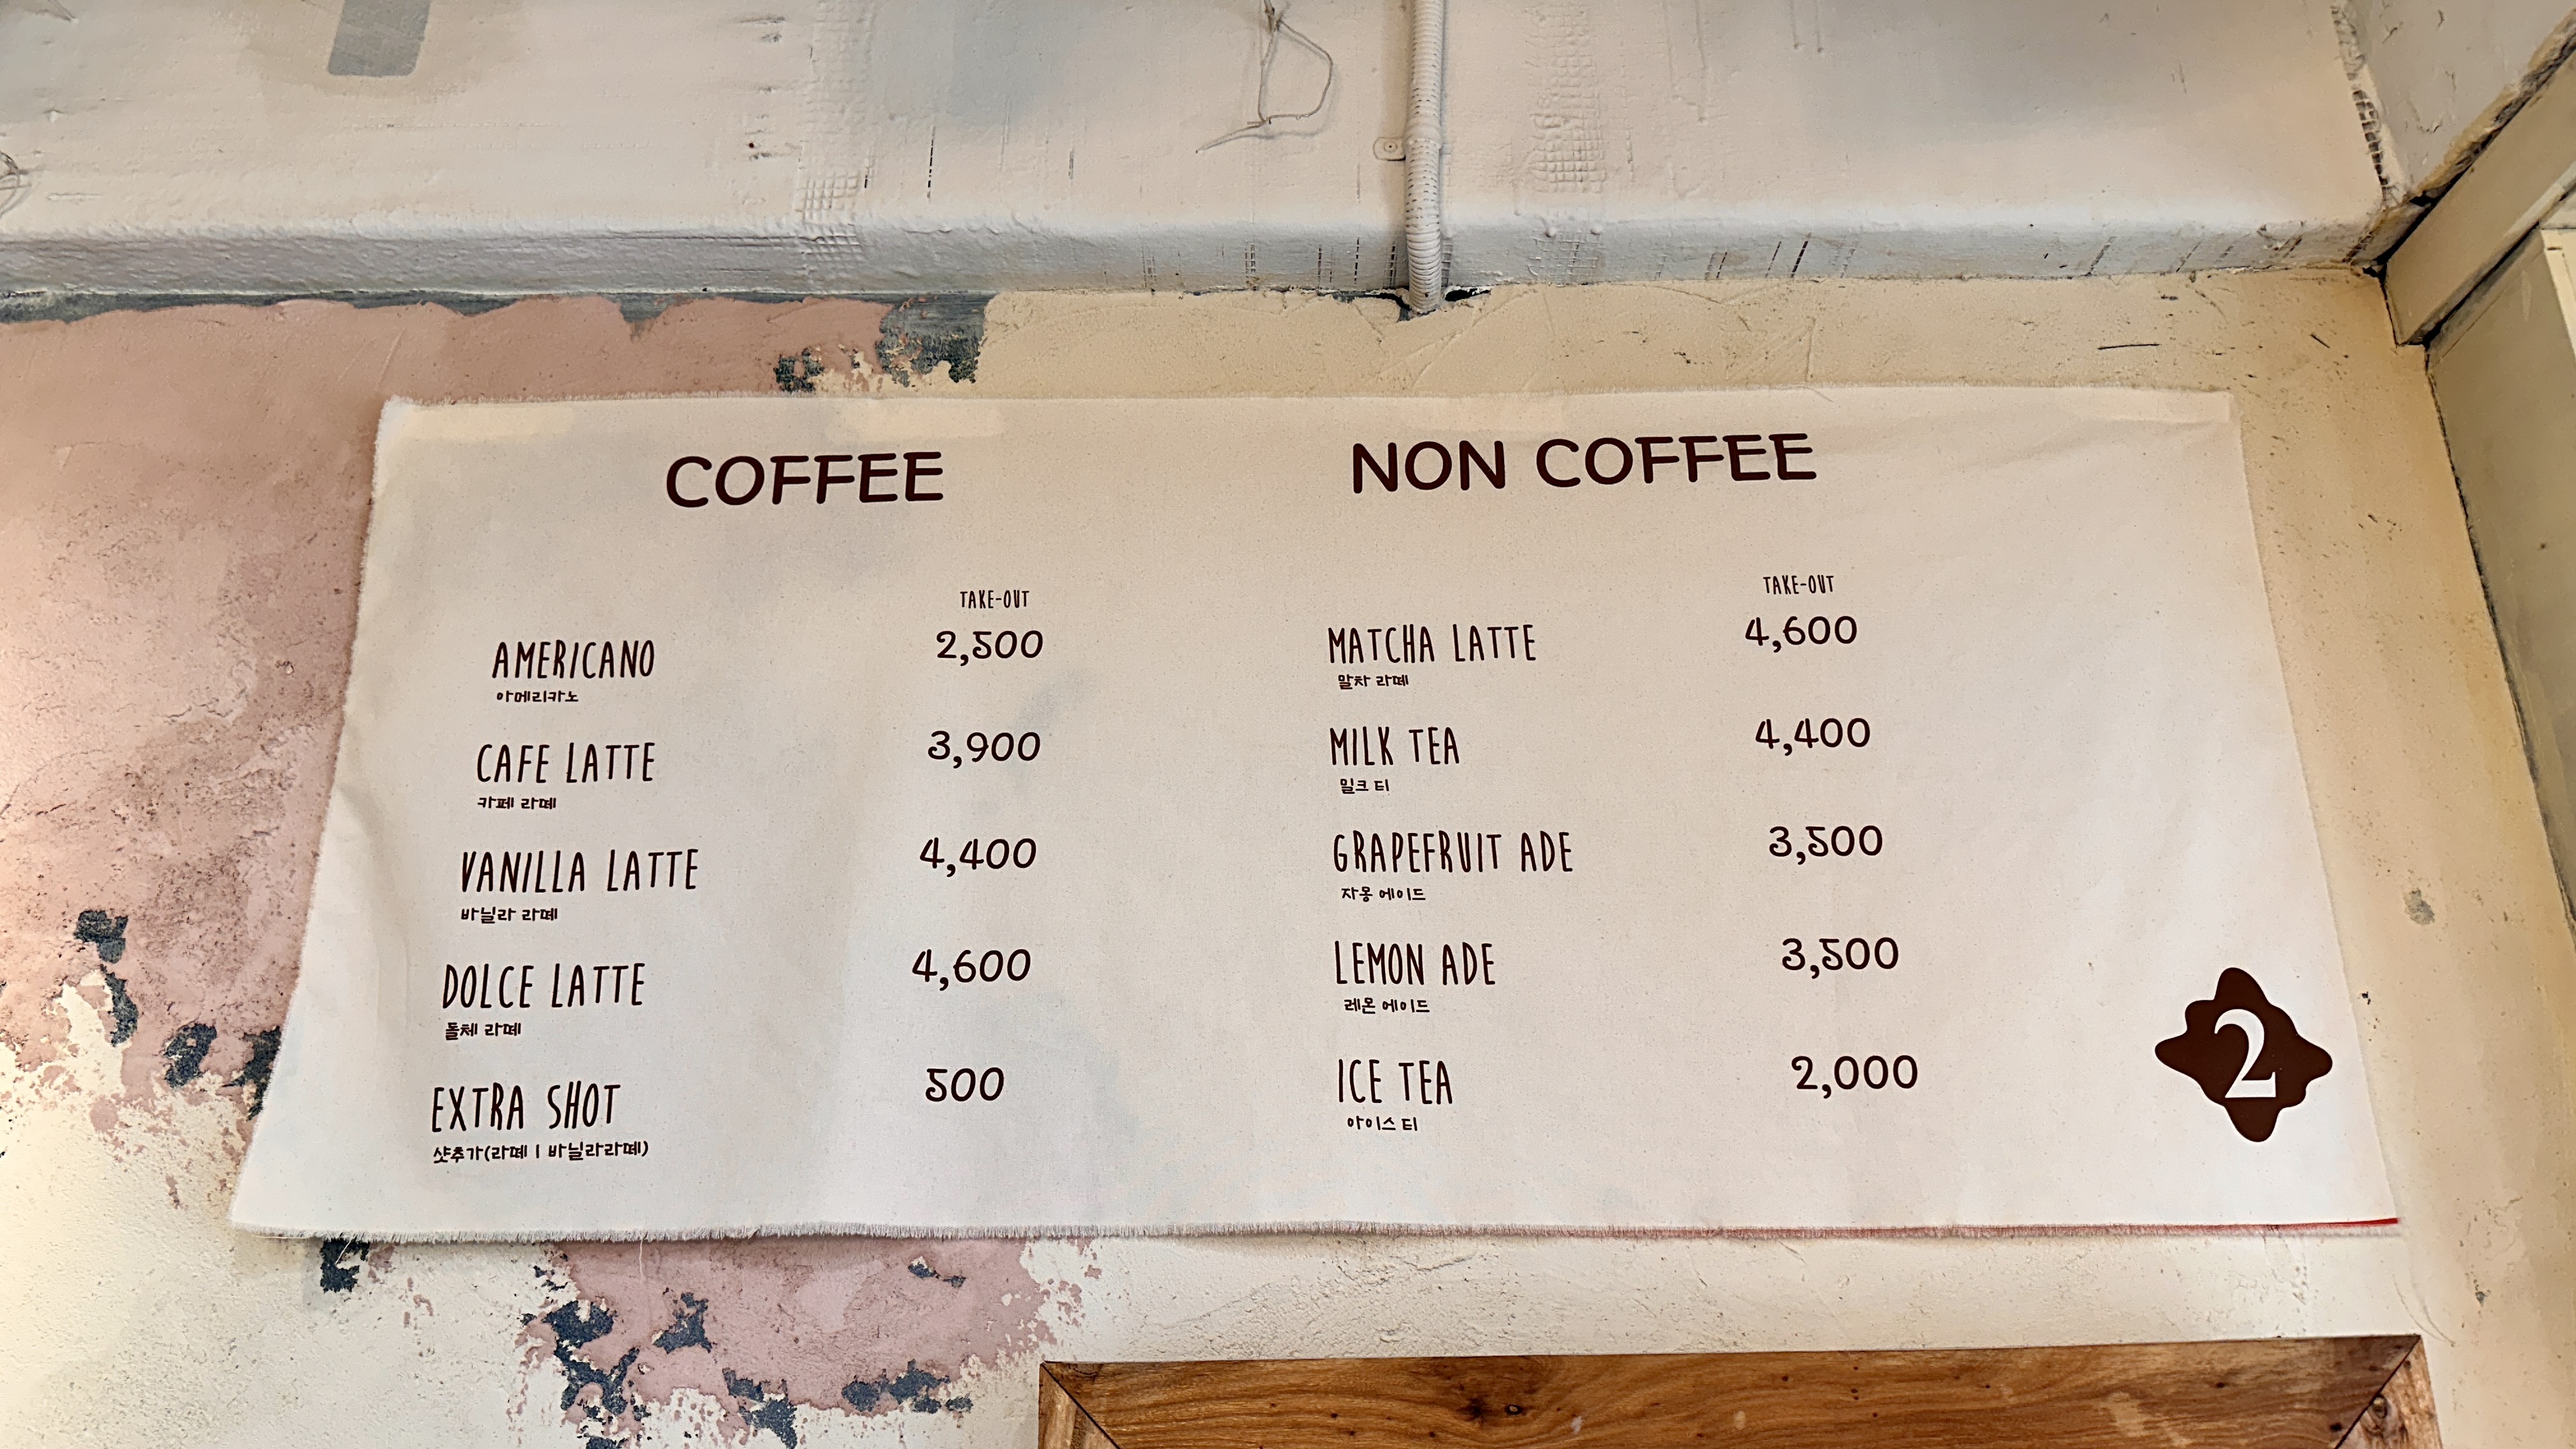 COFFEE
TAKE-OUT
AMERICANO 2,500
아메리카노
CAFE LATTE 3,900
카페 라떼
VANILLA LATTE 4,400
바닐라 라떼
DOLCE LATTE 4,600
돌체 라떼
EXTRA SHOT 500
샷추가(라떼 | 바닐라라떼)
NON COFFEE
TAKE-OUT
MATCHA LATTE 4,600
말차 라떼
MILK TEA 4,400
밀크 티
GRAPEFRUIT ADE 3,500
자몽 에이드
LEMON ADE 3,500
레몬 에이드
ICE TEA 2,000
아이스 티
2